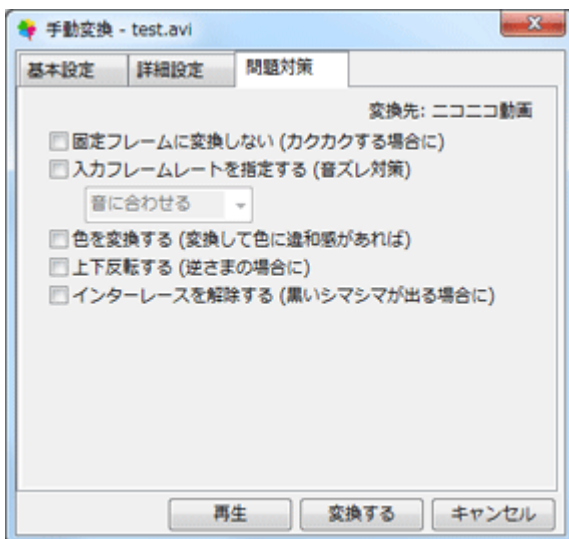 手動変換 - test.avi
基本設定 詳細設定 問題対策
変換先: ニコニコ動画
固定フレームに変換しない (カクカクする場合に)
入力フレームレートを指定する (音ズレ対策)
音に合わせる
色を変換する (変換して色に違和感があれば)
上下反転する (逆さまの場合に)
インターレースを解除する (黒いシマシマが出る場合に)
再生 変換する キャンセル